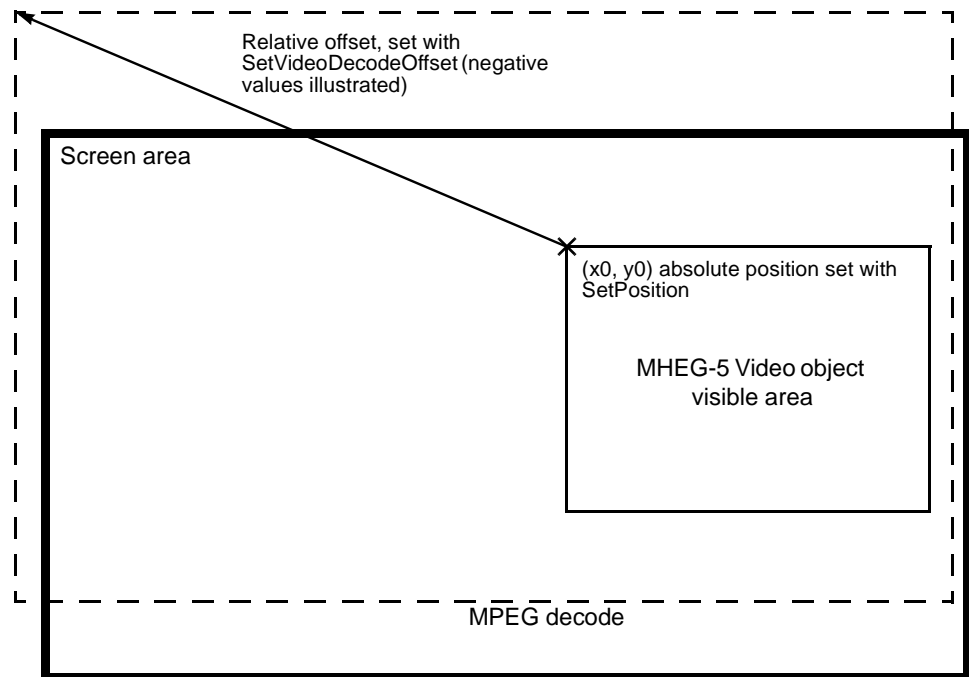 Relative offset, set with
SetVideoDecodeOffset (negative
values illustrated)
Screen area
(x0, y0) absolute position set with
SetPosition
MHEG-5 Video object
visible area
MPEG decode